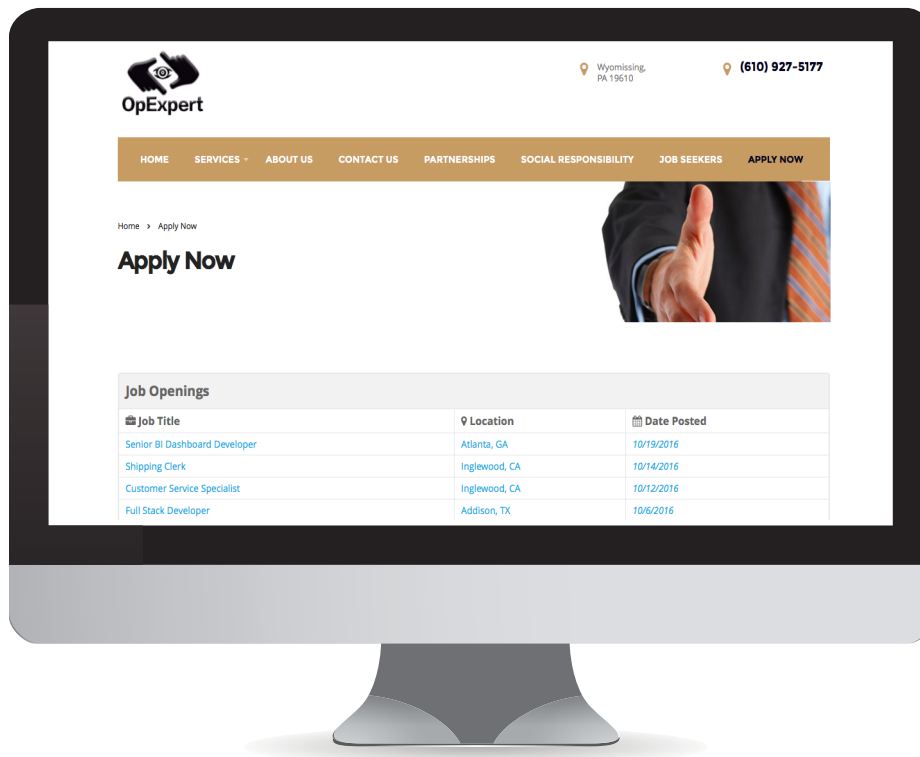 OpExpert
Wyomissing,
PA 19610
(610) 927-5177
HOME SERVICES ABOUT US CONTACT US PARTNERSHIPS SOCIAL RESPONSIBILITY JOB SEEKERS APPLY NOW
Home > Apply Now
Apply Now
Job Openings
Job Title Location Date Posted
Senior BI Dashboard Developer Atlanta, GA 10/19/2016
Shipping Clerk Inglewood, CA 10/14/2016
Customer Service Specialist Inglewood, CA 10/12/2016
Full Stack Developer Addison, TX 10/6/2016